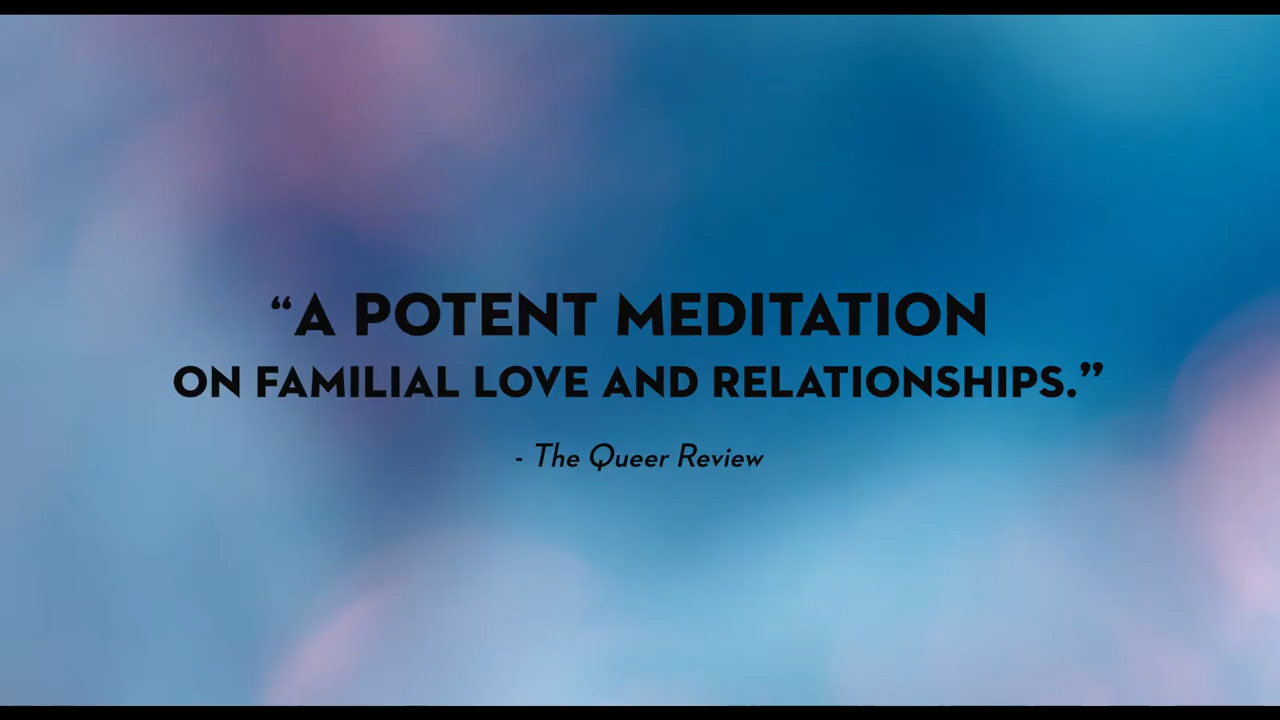 “A POTENT MEDITATION
ON FAMILIAL LOVE AND RELATIONSHIPS.”
- The Queer Review